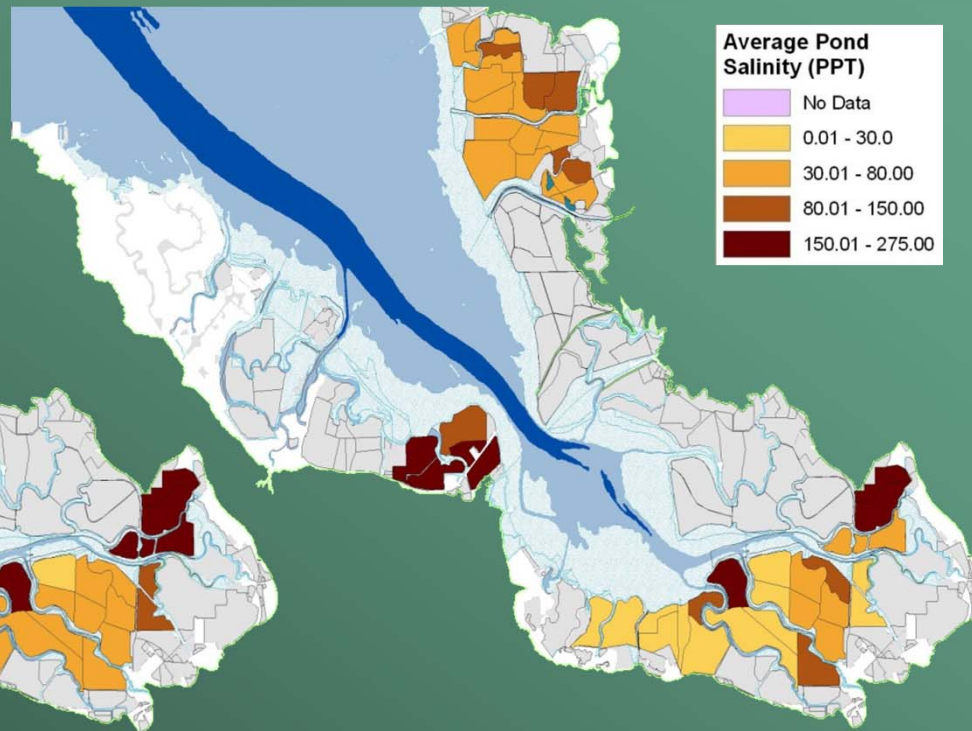 Average Pond
Salinity (PPT)
No Data
0.01 - 30.0
30.01 - 80.00
80.01 - 150.00
150.01 - 275.00